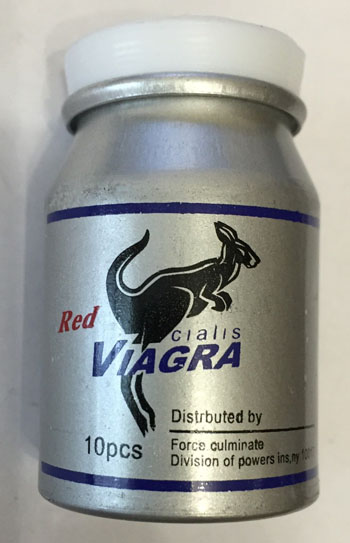 Red
cialis
VIAGRA
Distrbuted by
10pcs
Force culminate
Division of powers ins,ny